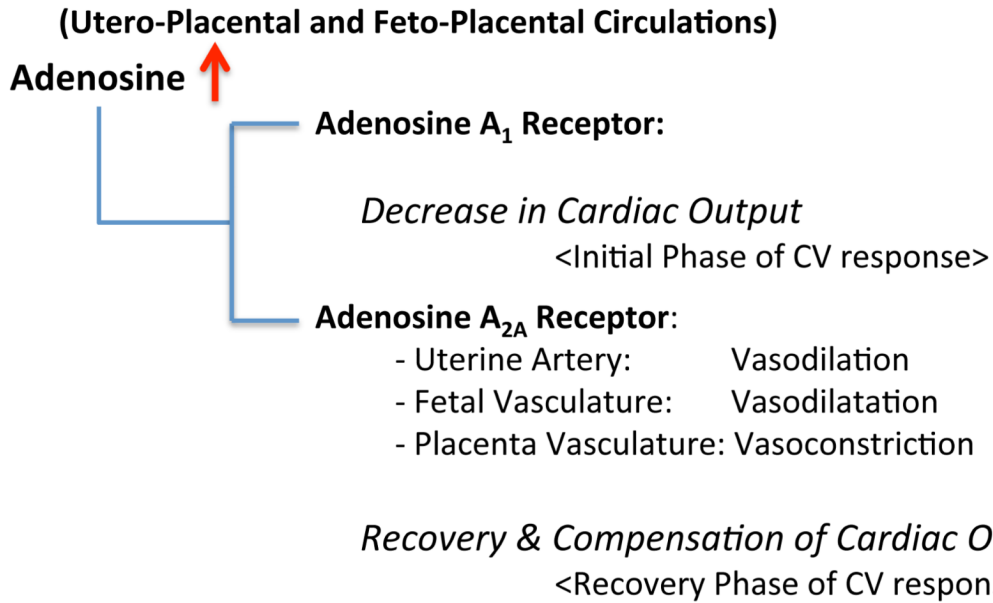 (Utero-Placental and Feto-Placental Circulations)
Adenosine
Adenosine A₁ Receptor:
Decrease in Cardiac Output
<Initial Phase of CV response>
Adenosine A₂A Receptor:
- Uterine Artery: Vasodilation
- Fetal Vasculature: Vasodilatation
- Placenta Vasculature: Vasoconstriction
Recovery & Compensation of Cardiac O
<Recovery Phase of CV respon